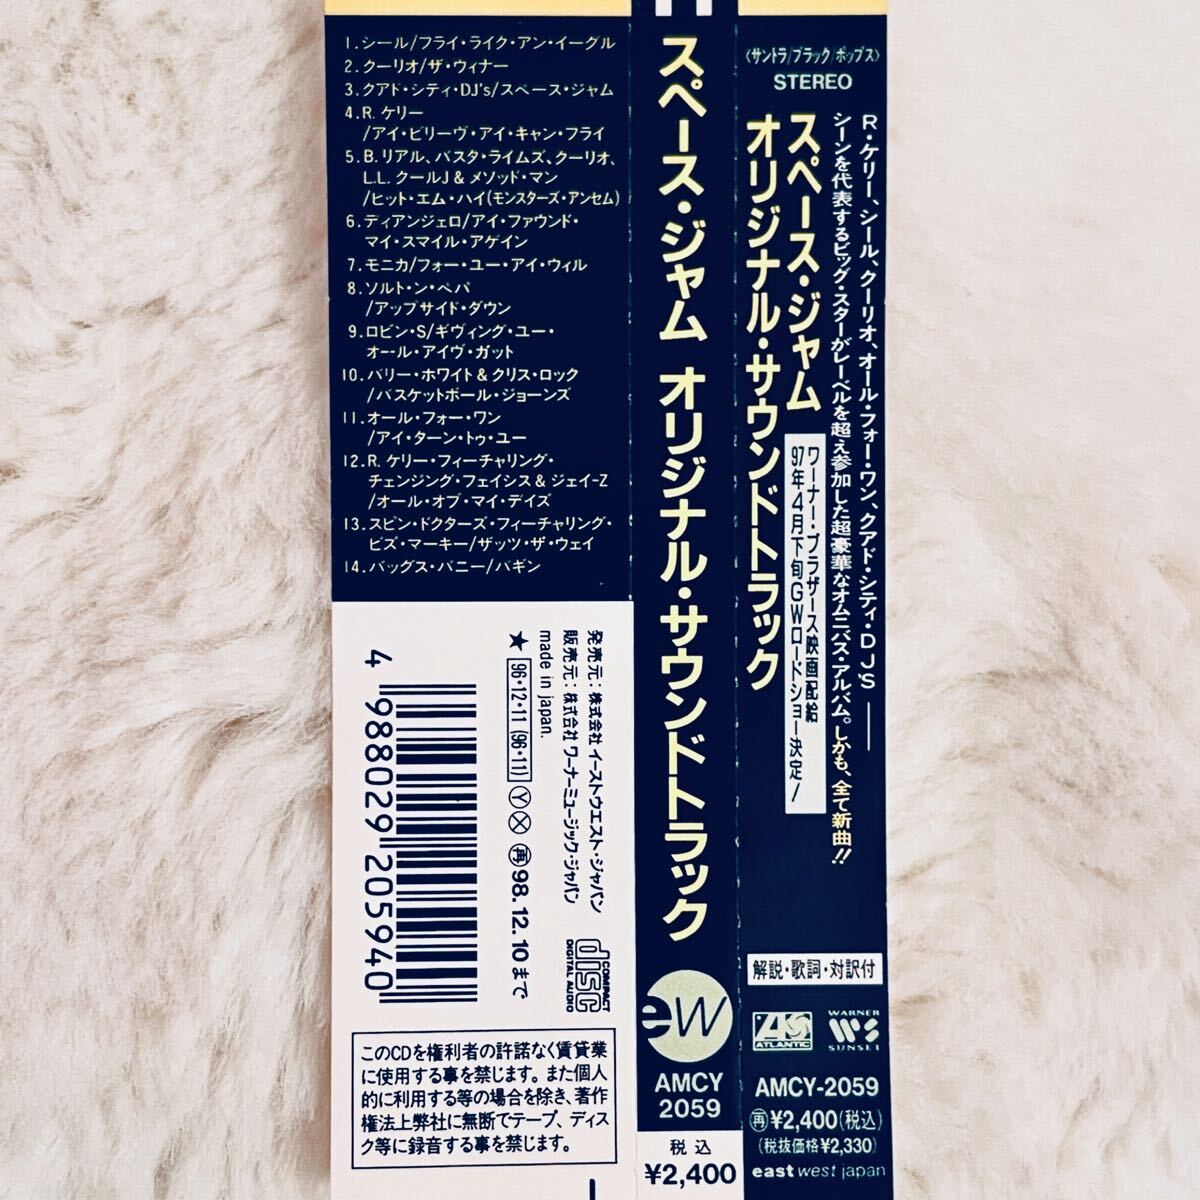 1.シール/フライ・ライク・アン・イーグル
2.クーリオ/ザ・ウィナー
3.クアド・シティ・DJ's/スペース・ジャム
4.R. ケリー
/アイ・ビリーヴ・アイ・キャン・フライ
5.B.リアル、バスタ・ライムズ、クーリオ、
L.L. クールJ & メソッド・マン
/ヒット・エム・ハイ(モンスターズ・アンセム)
6.ディアンジェロ/アイ・ファウンド・
マイ・スマイル・アゲイン
7.モニカ/フォー・ユー・アイ・ウィル
8.ソルト・ン・ペパ
/アップサイド・ダウン
9.ロビン・S/ギヴィング・ユー・
オール・アイヴ・ガット
10.バリー・ホワイト & クリス・ロック
/バスケットボール・ジョーンズ
11.オール・フォー・ワン
/アイ・ターン・トゥ・ユー
12.R. ケリー・フィーチャリング・
チェンジング・フェイシス & ジェイ-Z
/オール・オブ・マイ・デイズ
13.スピン・ドクターズ・フィーチャリング・
ビズ・マーキー/ザッツ・ザ・ウェイ
14.バッグス・バニー/バギン
発売元:株式会社 イーストウエスト・ジャパン
販売元:株式会社 ワーナーミュージック・ジャパン
made in japan.
★ 96・12・11 (96・11) Y X 再98.12.10まで
4 988029 205940
COMPACT
disc
DIGITAL AUDIO
このCDを権利者の許諾なく賃貸業
に使用する事を禁じます。また個人
的に利用する等の場合を除き、著作
権法上弊社に無断でテープ、ディス
ク等に録音する事を禁じます。
スペース・ジャム オリジナル・サウンドトラック
ew
AMCY
2059
税込
¥2,400
〈サントラ/ブラック/ポップス〉
STEREO
R・ケリー、シール、クーリオ、オール・フォー・ワン、クアド・シティ・DJ'S――
シーンを代表するビッグ・スターがレーベルを超え参加した超豪華なオムニバス・アルバム。しかも、全て新曲!!
スペース・ジャム
オリジナル・サウンドトラック
ワーナー・ブラザース映画配給
97年4月下旬GWロードショー決定!
解説・歌詞・対訳付
ATLANTIC
WARNER
SUNSET
AMCY-2059
再¥2,400(税込)
(税抜価格¥2,330)
east west japan